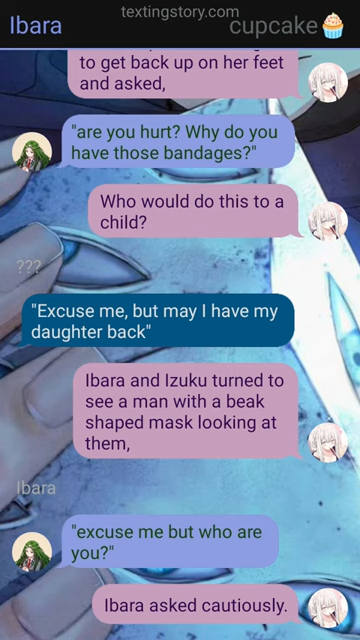 textingstory.com
Ibara
cupcake🧁
to get back up on her feet
and asked,
"are you hurt? Why do you
have those bandages?"
Who would do this to a
child?
???
"Excuse me, but may I have my
daughter back"
Ibara and Izuku turned to
see a man with a beak
shaped mask looking at
them,
Ibara
"excuse me but who are
you?"
Ibara asked cautiously.